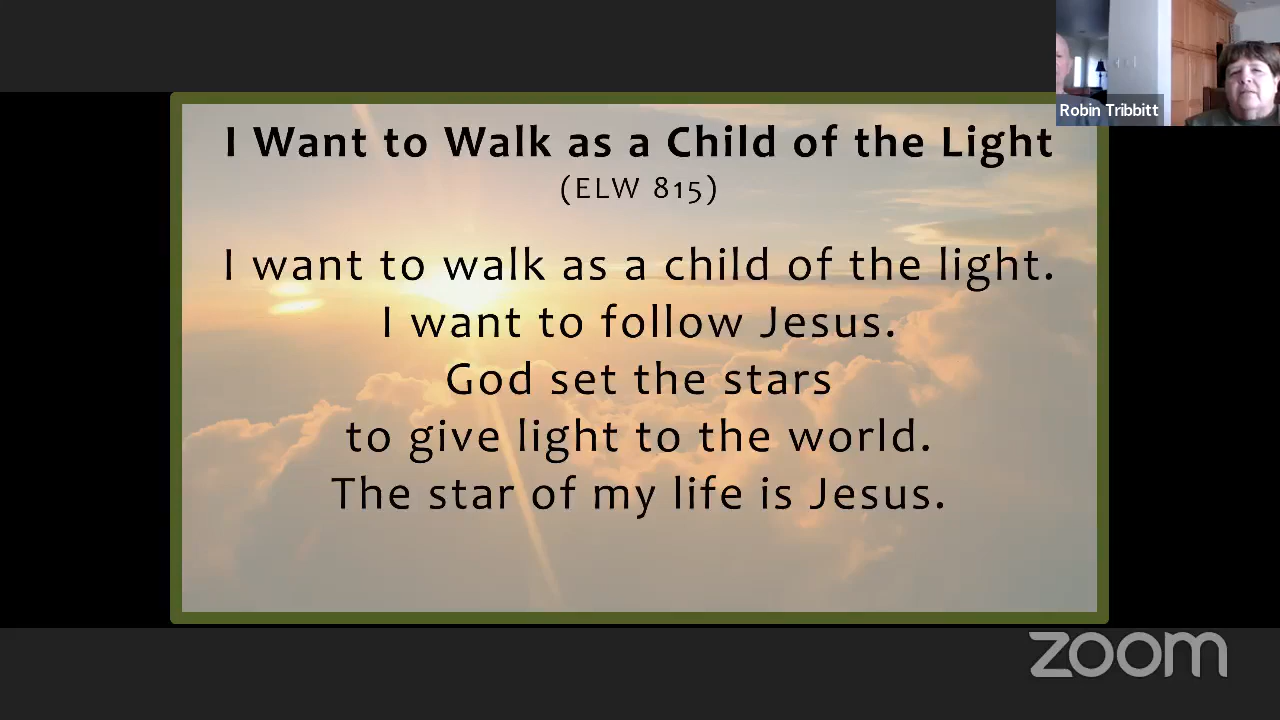 Robin Tribbitt
I Want to Walk as a Child of the Light
(ELW 815)
I want to walk as a child of the light.
I want to follow Jesus.
God set the stars
to give light to the world.
The star of my life is Jesus.
zoom